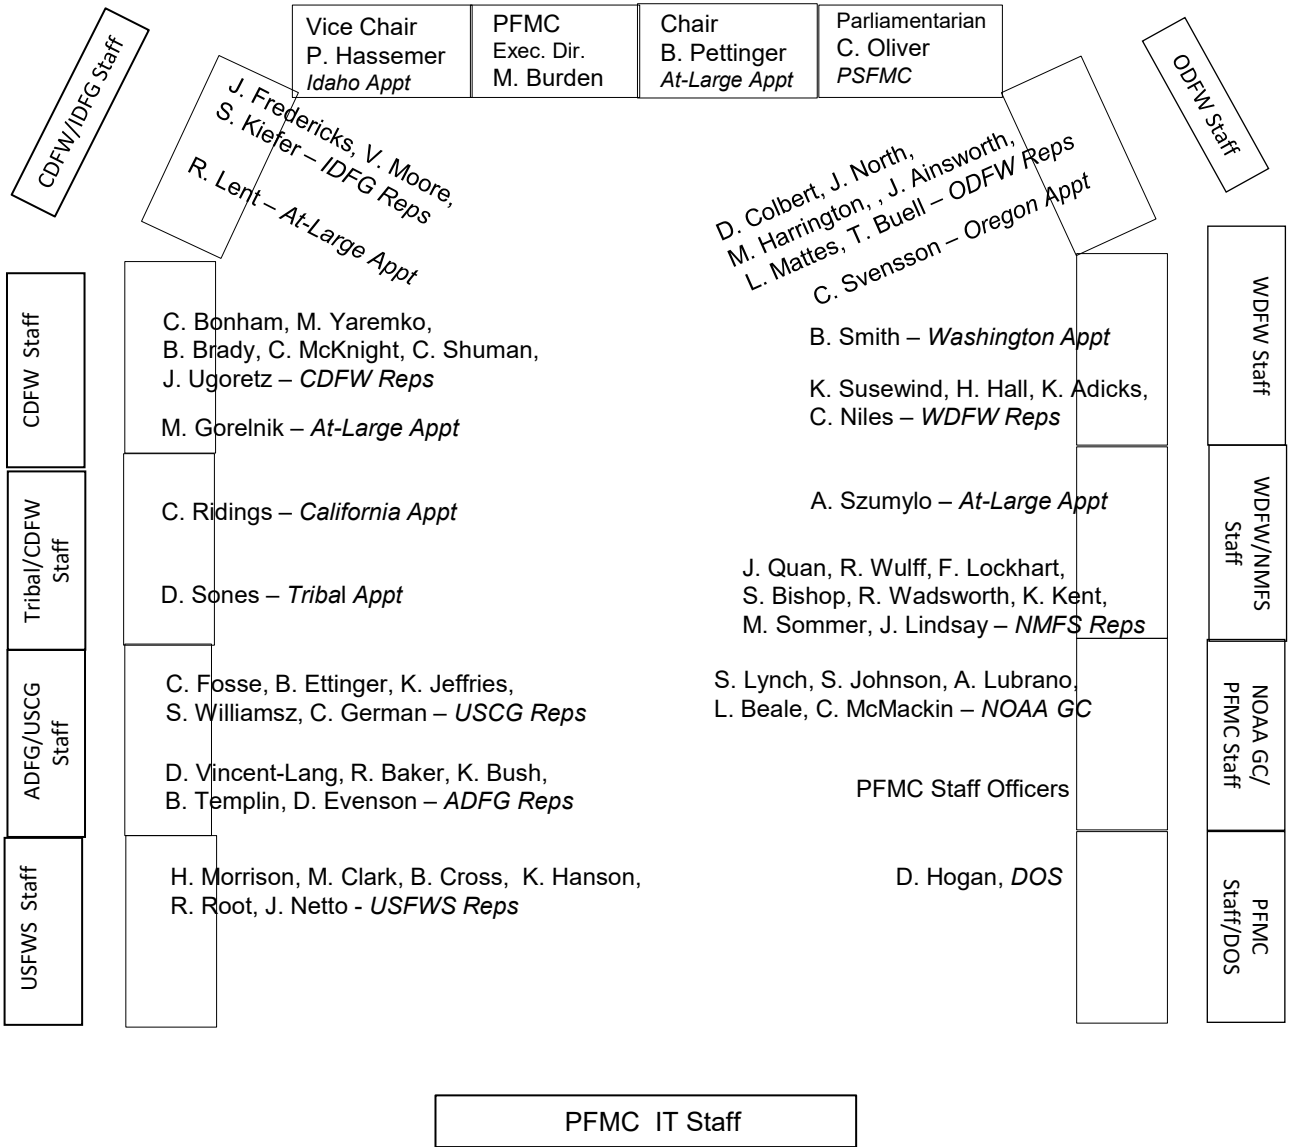 CDFW/IDFG Staff
Vice Chair
P. Hassemer
Idaho Appt
PFMC
Exec. Dir.
M. Burden
Chair
B. Pettinger
At-Large Appt
Parliamentarian
C. Oliver
PSFMC
ODFW Staff
J. Fredericks, V. Moore,
S. Kiefer – IDFG Reps
R. Lent – At-Large Appt
D. Colbert, J. North,
M. Harrington, , J. Ainsworth,
L. Mattes, T. Buell – ODFW Reps
C. Svensson – Oregon Appt
CDFW  Staff
C. Bonham, M. Yaremko,
B. Brady, C. McKnight, C. Shuman,
J. Ugoretz – CDFW Reps
M. Gorelnik – At-Large Appt
B. Smith – Washington Appt
K. Susewind, H. Hall, K. Adicks,
C. Niles – WDFW Reps
WDFW Staff
Tribal/CDFW
Staff
C. Ridings – California Appt
D. Sones – Tribal Appt
A. Szumylo – At-Large Appt
J. Quan, R. Wulff, F. Lockhart,
S. Bishop, R. Wadsworth, K. Kent,
M. Sommer, J. Lindsay – NMFS Reps
WDFW/NMFS
Staff
ADFG/USCG
Staff
C. Fosse, B. Ettinger, K. Jeffries,
S. Williamsz, C. German – USCG Reps
D. Vincent-Lang, R. Baker, K. Bush,
B. Templin, D. Evenson – ADFG Reps
S. Lynch, S. Johnson, A. Lubrano,
L. Beale, C. McMackin – NOAA GC
PFMC Staff Officers
NOAA GC/
PFMC Staff
USFWS  Staff
H. Morrison, M. Clark, B. Cross,  K. Hanson,
R. Root, J. Netto - USFWS Reps
D. Hogan, DOS
PFMC
Staff/DOS
PFMC  IT Staff